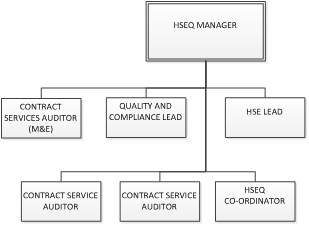 HSEQ MANAGER
CONTRACT
SERVICES AUDITOR
(M&E)
QUALITY AND
COMPLIANCE LEAD
HSE LEAD
CONTRACT SERVICE
AUDITOR
CONTRACT SERVICE
AUDITOR
HSEQ
CO-ORDINATOR